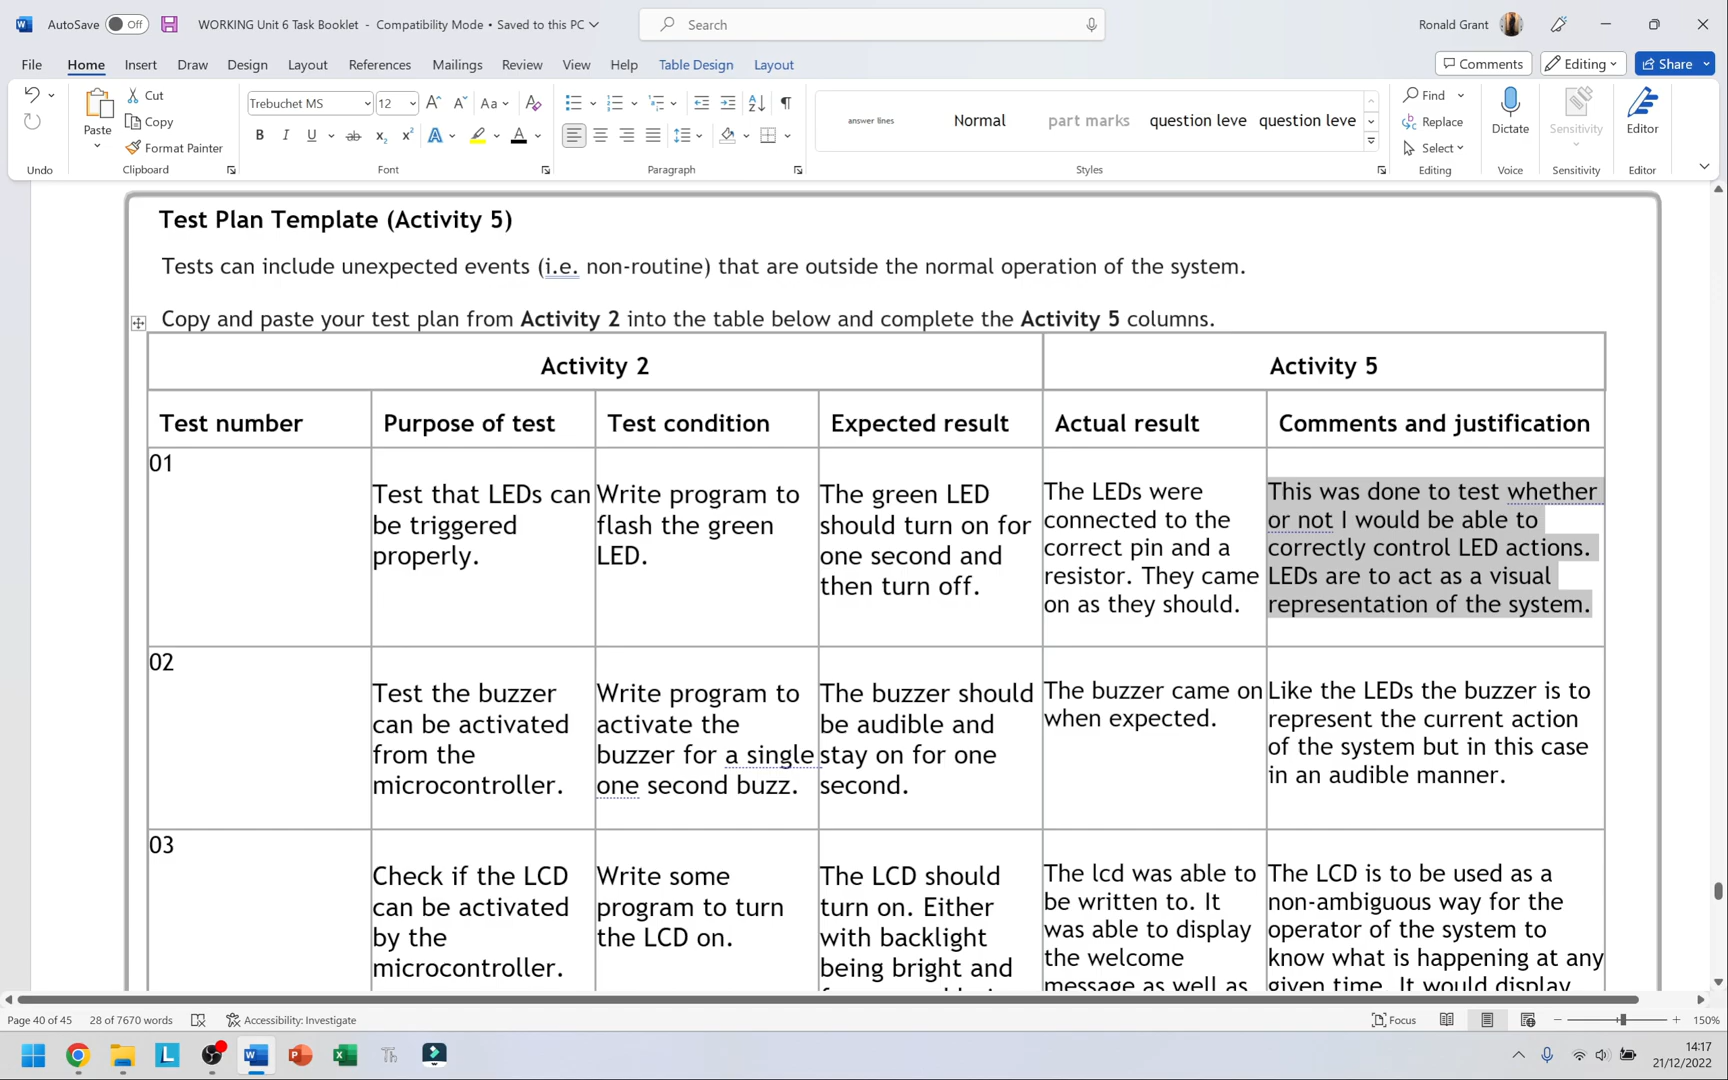 AutoSave Off WORKING Unit 6 Task Booklet - Compatibility Mode • Saved to this PC Search Ronald Grant
File Home Insert Draw Design Layout References Mailings Review View Help Table Design Layout Comments Editing Share
Paste
Cut
Copy
Format Painter
Trebuchet MS 12
answer lines
Normal
part marks
question leve
question leve
Find
Replace
Select
Dictate
Sensitivity
Editor
Undo Clipboard Font Paragraph Styles Editing Voice Sensitivity Editor
Test Plan Template (Activity 5)
Tests can include unexpected events (i.e. non-routine) that are outside the normal operation of the system.
Copy and paste your test plan from Activity 2 into the table below and complete the Activity 5 columns.
Activity 2 Activity 5
Test number Purpose of test Test condition Expected result Actual result Comments and justification
01
Test that LEDs can
be triggered
properly.
Write program to
flash the green
LED.
The green LED
should turn on for
one second and
then turn off.
The LEDs were
connected to the
correct pin and a
resistor. They came
on as they should.
This was done to test whether
or not I would be able to
correctly control LED actions.
LEDs are to act as a visual
representation of the system.
02
Test the buzzer
can be activated
from the
microcontroller.
Write program to
activate the
buzzer for a single
one second buzz.
The buzzer should
be audible and
stay on for one
second.
The buzzer came on
when expected.
Like the LEDs the buzzer is to
represent the current action
of the system but in this case
in an audible manner.
03
Check if the LCD
can be activated
by the
microcontroller.
Write some
program to turn
the LCD on.
The LCD should
turn on. Either
with backlight
being bright and
The lcd was able to
be written to. It
was able to display
the welcome
message as well as
The LCD is to be used as a
non-ambiguous way for the
operator of the system to
know what is happening at any
given time. It would display
Page 40 of 45 28 of 7670 words Accessibility: Investigate Focus 150%
14:17
21/12/2022